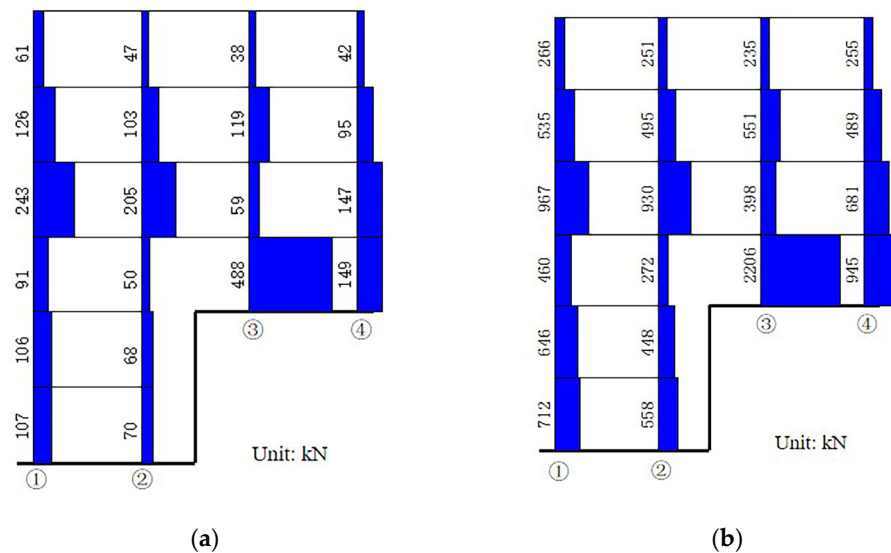 61 47 38 42
126 103 119 95
243 205 59 147
91 50 488 149
③ ④
106 68
107 70
Unit: kN
① ②
(a)
266 251 235 255
535 495 551 489
967 930 398 681
460 272 2206 945
③ ④
646 448
712 558
Unit: kN
① ②
(b)